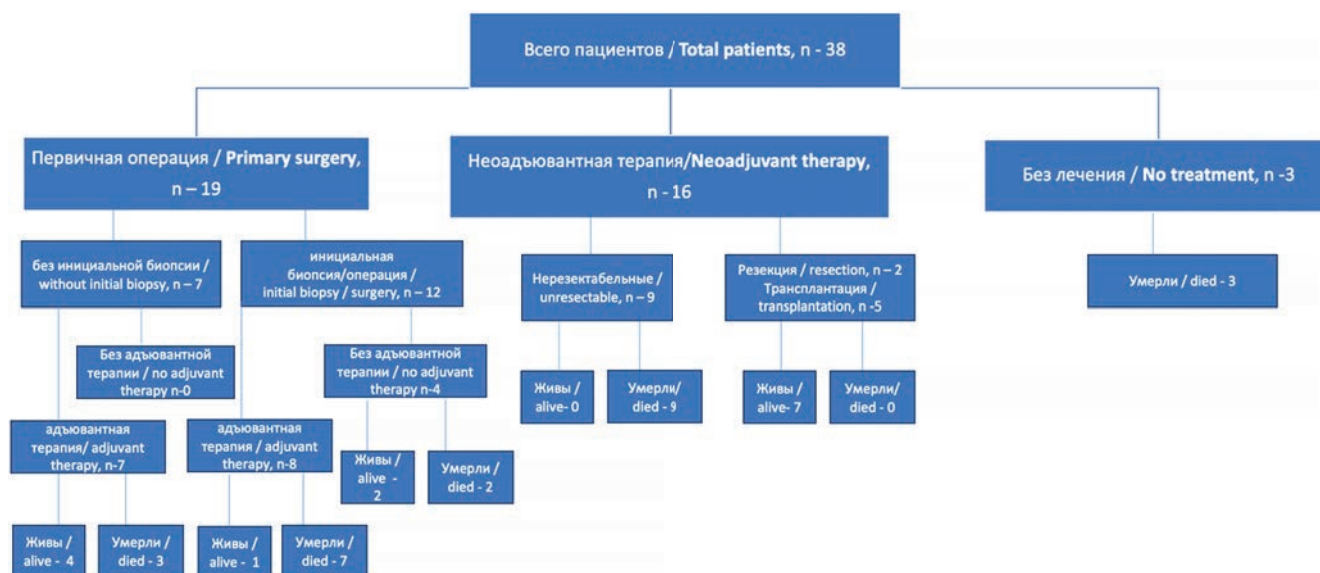 Всего пациентов / Total patients, n - 38
Первичная операция / Primary surgery,
n – 19
Неоадъювантная терапия/Neoadjuvant therapy,
n - 16
Без лечения / No treatment, n -3
без инициальной биопсии /
without initial biopsy, n – 7
инициальная
биопсия/операция /
initial biopsy / surgery, n – 12
Нерезектабельные /
unresectable, n – 9
Резекция / resection, n – 2
Трансплантация /
transplantation, n -5
Умерли / died - 3
Без адъювантной
терапии / no adjuvant
therapy n-0
Без адъювантной
терапии / no adjuvant
therapy n-4
Живы /
alive- 0
Умерли/
died - 9
Живы /
alive- 7
Умерли/
died - 0
адъювантная
терапия/ adjuvant
therapy, n-7
адъювантная
терапия / adjuvant
therapy, n-8
Живы /
alive -
2
Умерли /
died - 2
Живы /
alive - 4
Умерли /
died - 3
Живы /
alive - 1
Умерли /
died - 7